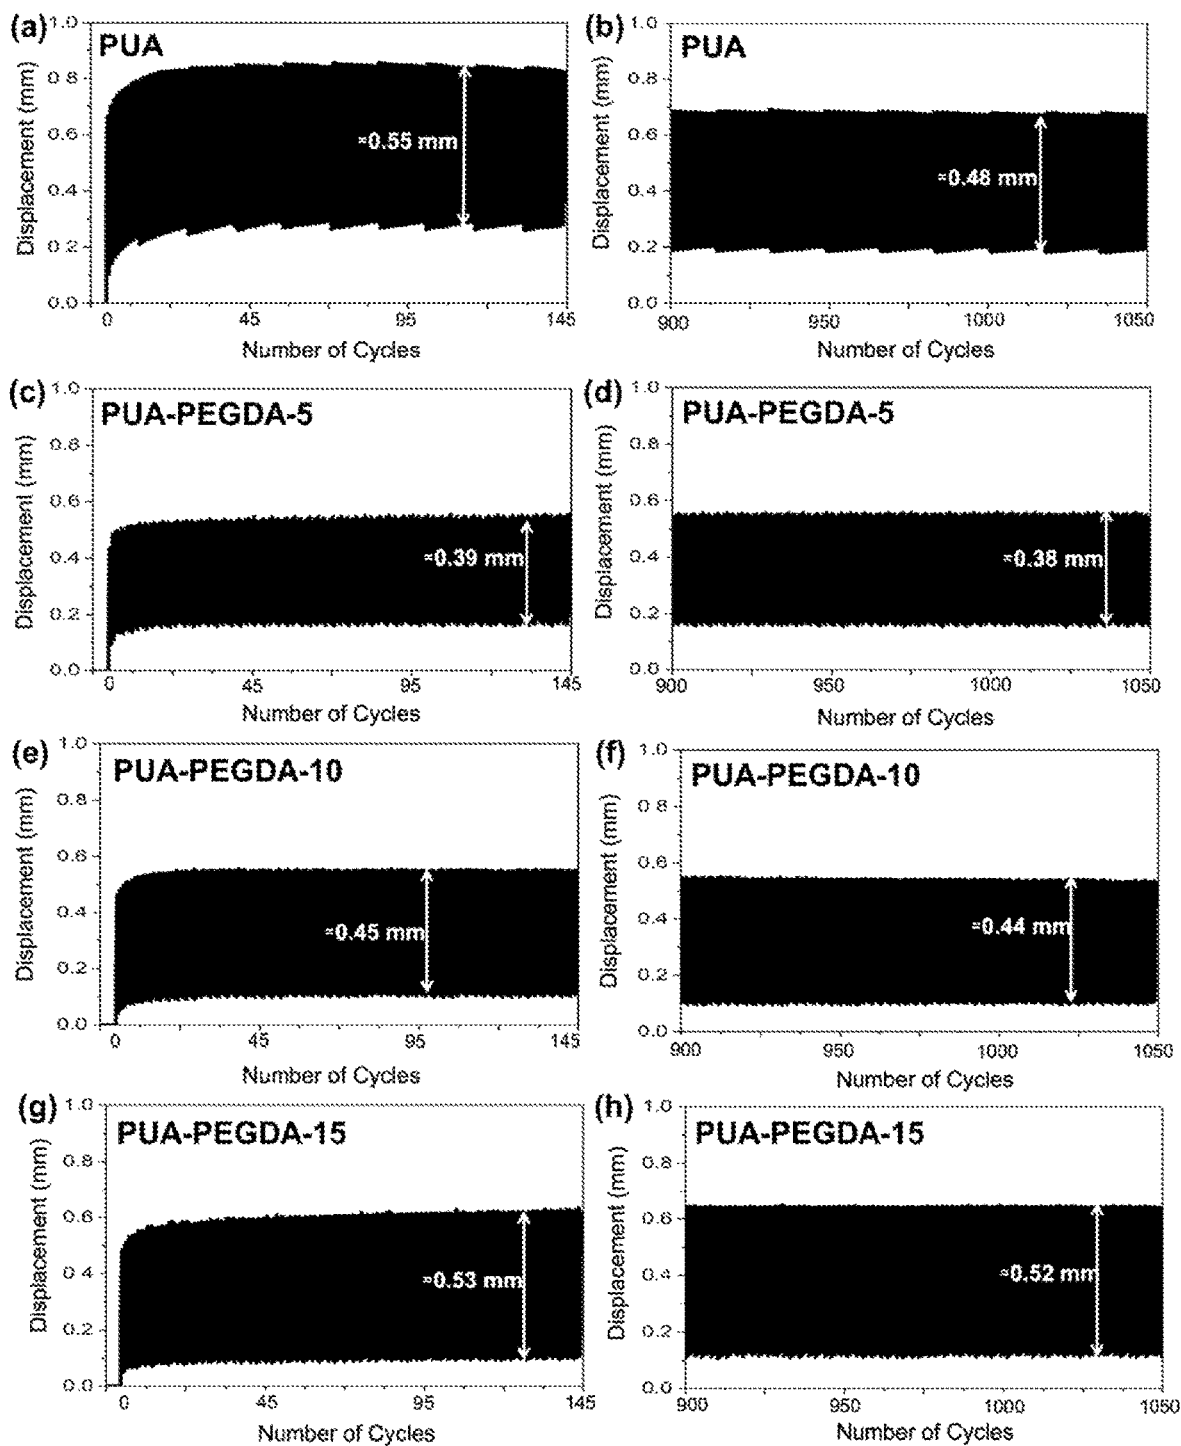 (a) PUA
Displacement (mm)
1.0
0.8
0.6
0.4
0.2
0.0
≈0.55 mm
0 45 95 145
Number of Cycles
(b) PUA
Displacement (mm)
1.0
0.8
0.6
0.4
0.2
0.0
≈0.48 mm
900 950 1000 1050
Number of Cycles
(c) PUA-PEGDA-5
Displacement (mm)
1.0
0.8
0.6
0.4
0.2
0.0
≈0.39 mm
0 45 95 145
Number of Cycles
(d) PUA-PEGDA-5
Displacement (mm)
1.0
0.8
0.6
0.4
0.2
0.0
≈0.38 mm
900 950 1000 1050
Number of Cycles
(e) PUA-PEGDA-10
Displacement (mm)
1.0
0.8
0.6
0.4
0.2
0.0
≈0.45 mm
0 45 95 145
Number of Cycles
(f) PUA-PEGDA-10
Displacement (mm)
1.0
0.8
0.6
0.4
0.2
0.0
≈0.44 mm
900 950 1000 1050
Number of Cycles
(g) PUA-PEGDA-15
Displacement (mm)
1.0
0.8
0.6
0.4
0.2
0.0
≈0.53 mm
0 45 95 145
Number of Cycles
(h) PUA-PEGDA-15
Displacement (mm)
1.0
0.8
0.6
0.4
0.2
0.0
≈0.52 mm
900 950 1000 1050
Number of Cycles